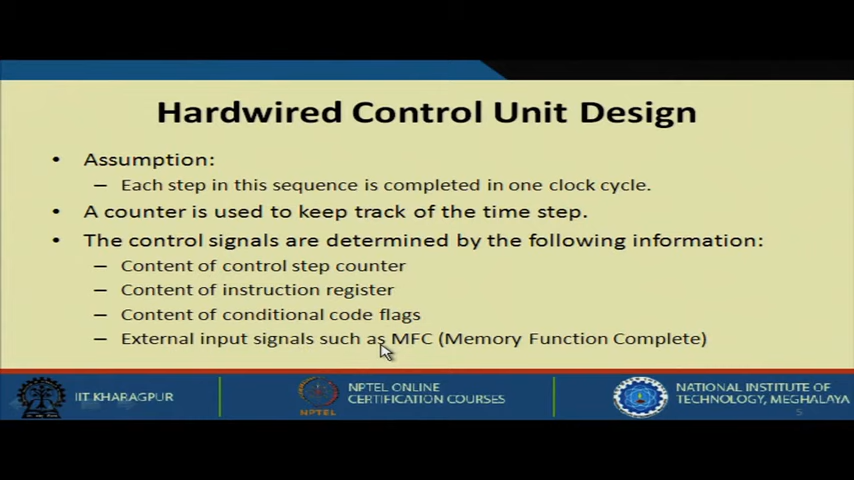 Hardwired Control Unit Design
• Assumption:
– Each step in this sequence is completed in one clock cycle.
• A counter is used to keep track of the time step.
• The control signals are determined by the following information:
– Content of control step counter
– Content of instruction register
– Content of conditional code flags
– External input signals such as MFC (Memory Function Complete)
IIT KHARAGPUR
NPTEL
NPTEL ONLINE
CERTIFICATION COURSES
NATIONAL INSTITUTE OF
TECHNOLOGY, MEGHALAYA
5